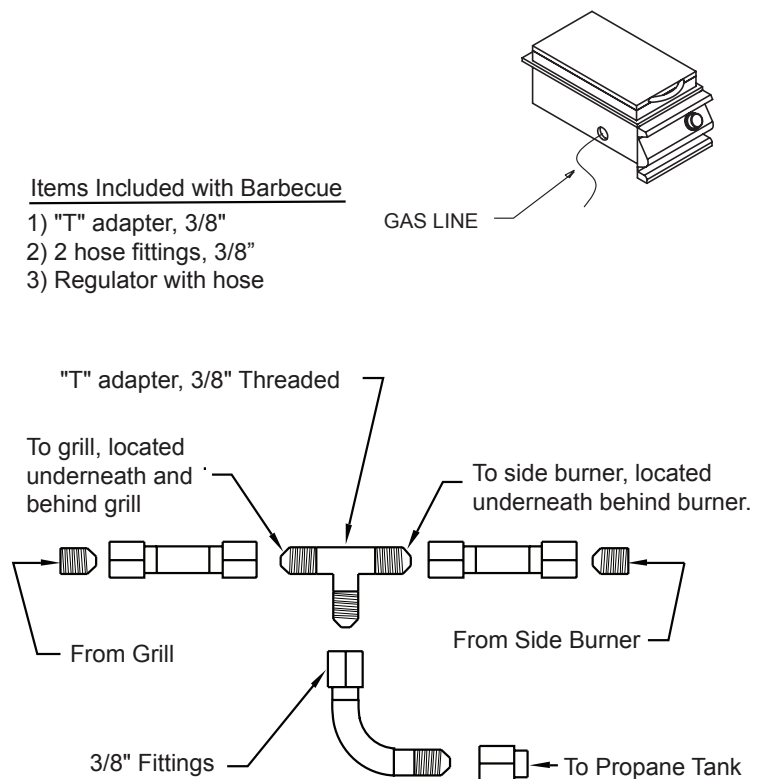 Items Included with Barbecue
1) "T" adapter, 3/8"
2) 2 hose fittings, 3/8”
3) Regulator with hose
GAS LINE
"T" adapter, 3/8" Threaded
To grill, located
underneath and
behind grill
To side burner, located
underneath behind burner.
From Grill
From Side Burner
3/8" Fittings
To Propane Tank